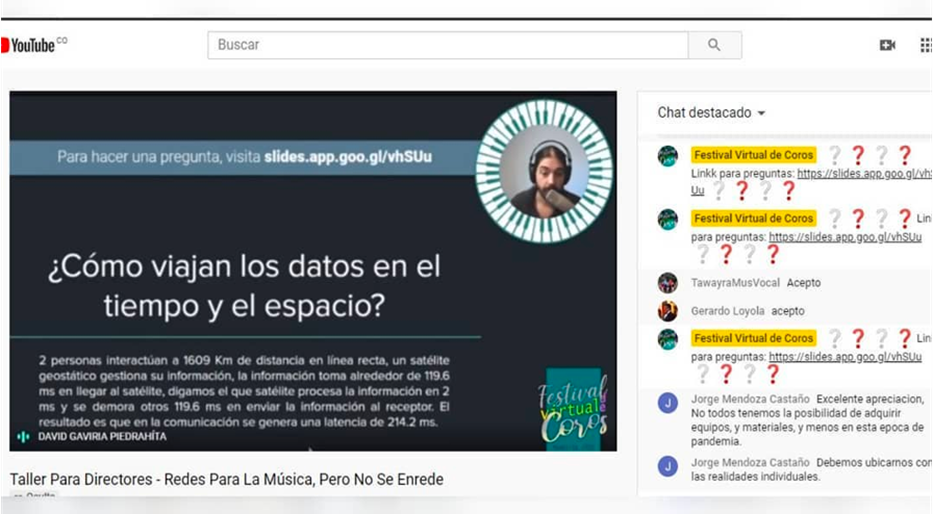 YouTube CO
Buscar
Para hacer una pregunta, visita slides.app.goo.gl/vhSUu
¿Cómo viajan los datos en el
tiempo y el espacio?
2 personas interactúan a 1609 Km de distancia en línea recta, un satélite
geostático gestiona su información, la información toma alrededor de 119.6
ms en llegar al satélite, digamos el que satélite procesa la información en 2
ms y se demora otros 119.6 ms en enviar la información al receptor. El
resultado es que en la comunicación se genera una latencia de 214.2 ms.
DAVID GAVIRIA PIEDRAHÍTA
Festival
virtual de
Coros
Taller Para Directores - Redes Para La Música, Pero No Se Enrede
Chat destacado
Festival Virtual de Coros ❔ ❓ ❔ ❓
Linkk para preguntas: https://slides.app.goo.gl/vhS
Uu ❔ ❓ ❔ ❓
Festival Virtual de Coros ❔ ❓ ❔ ❓ Lin
para preguntas: https://slides.app.goo.gl/vhSUu
❔ ❓ ❔ ❓
TawayraMusVocal Acepto
Gerardo Loyola acepto
Festival Virtual de Coros ❔ ❓ ❔ ❓ Lin
para preguntas: https://slides.app.goo.gl/vhSUu
❔ ❓ ❔ ❓
J Jorge Mendoza Castaño Excelente apreciacion,
No todos tenemos la posibilidad de adquirir
equipos, y materiales, y menos en esta epoca de
pandemia.
J Jorge Mendoza Castaño Debemos ubicarnos con
las realidades individuales.